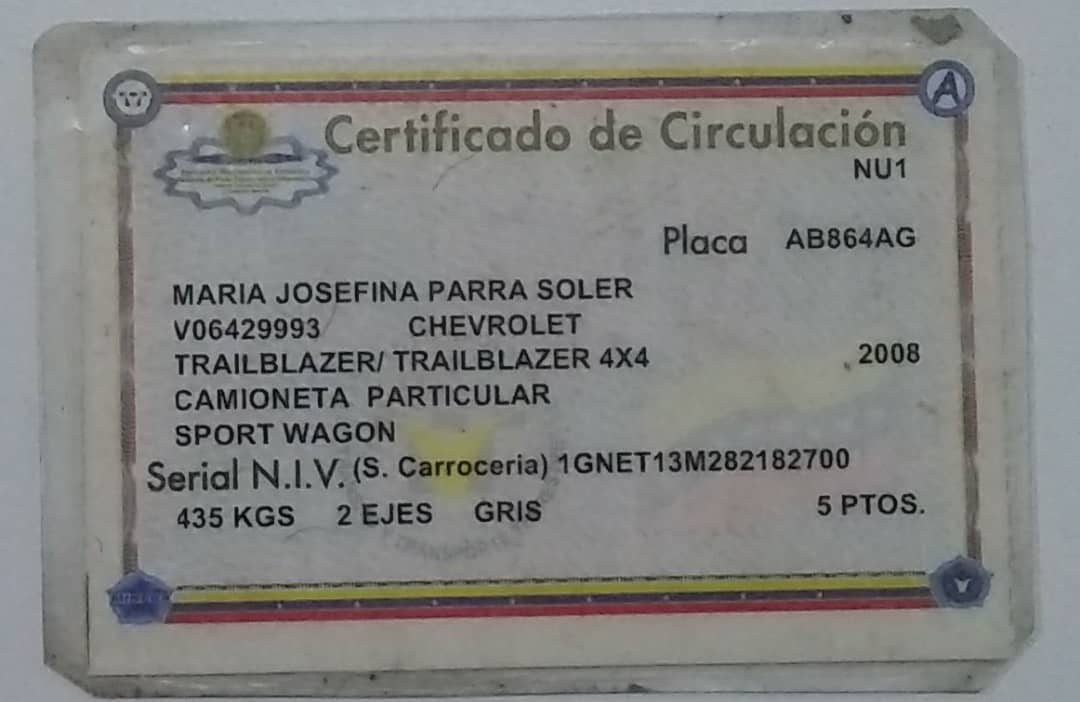 Certificado de Circulación
NU1
Placa AB864AG
MARIA JOSEFINA PARRA SOLER
V06429993 CHEVROLET
TRAILBLAZER/ TRAILBLAZER 4X4 2008
CAMIONETA PARTICULAR
SPORT WAGON
Serial N.I.V. (S. Carroceria) 1GNET13M282182700
435 KGS 2 EJES GRIS 5 PTOS.